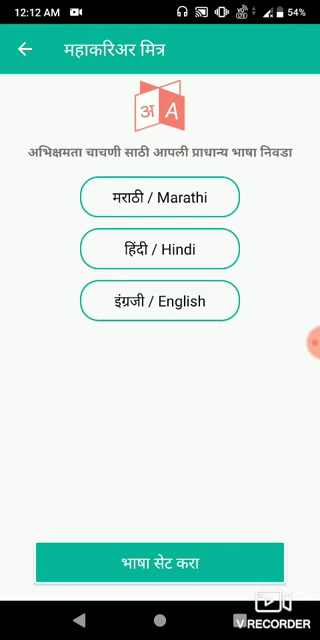 12:12 AM
54%
महाकरिअर मित्र
अ A
अभिक्षमता चाचणी साठी आपली प्राधान्य भाषा निवडा
मराठी / Marathi
हिंदी / Hindi
इंग्रजी / English
भाषा सेट करा
V RECORDER